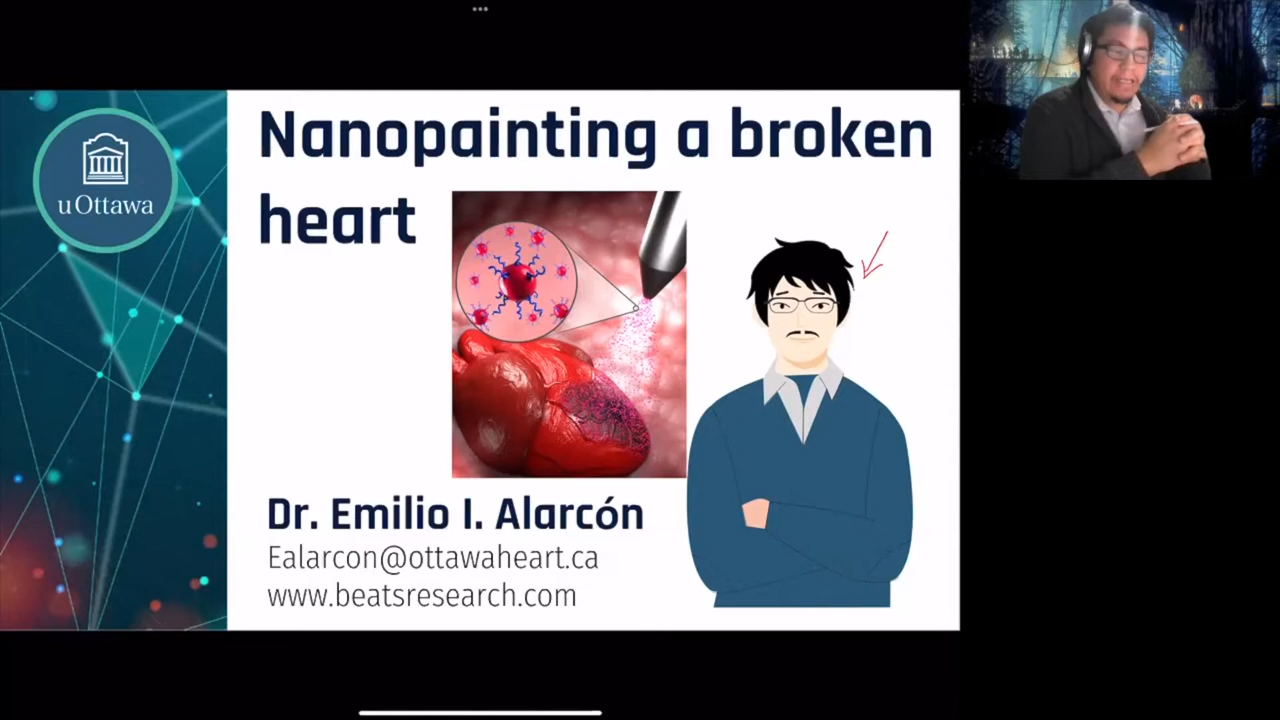 uOttawa
Nanopainting a broken
heart
Dr. Emilio I. Alarcón
Ealarcon@ottawaheart.ca
www.beatsresearch.com